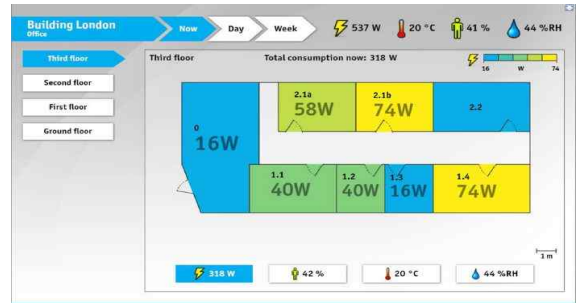 Building London
Office
Now
Day
Week
537 W
20 °C
41 %
44 %RH
Third floor
Second floor
First floor
Ground floor
Third floor
Total consumption now: 318 W
16
W
74
0
16W
2.1a
58W
2.1b
74W
2.2
1.1
40W
1.2
40W
1.3
16W
1.4
74W
1 m
318 W
42 %
20 °C
44 %RH